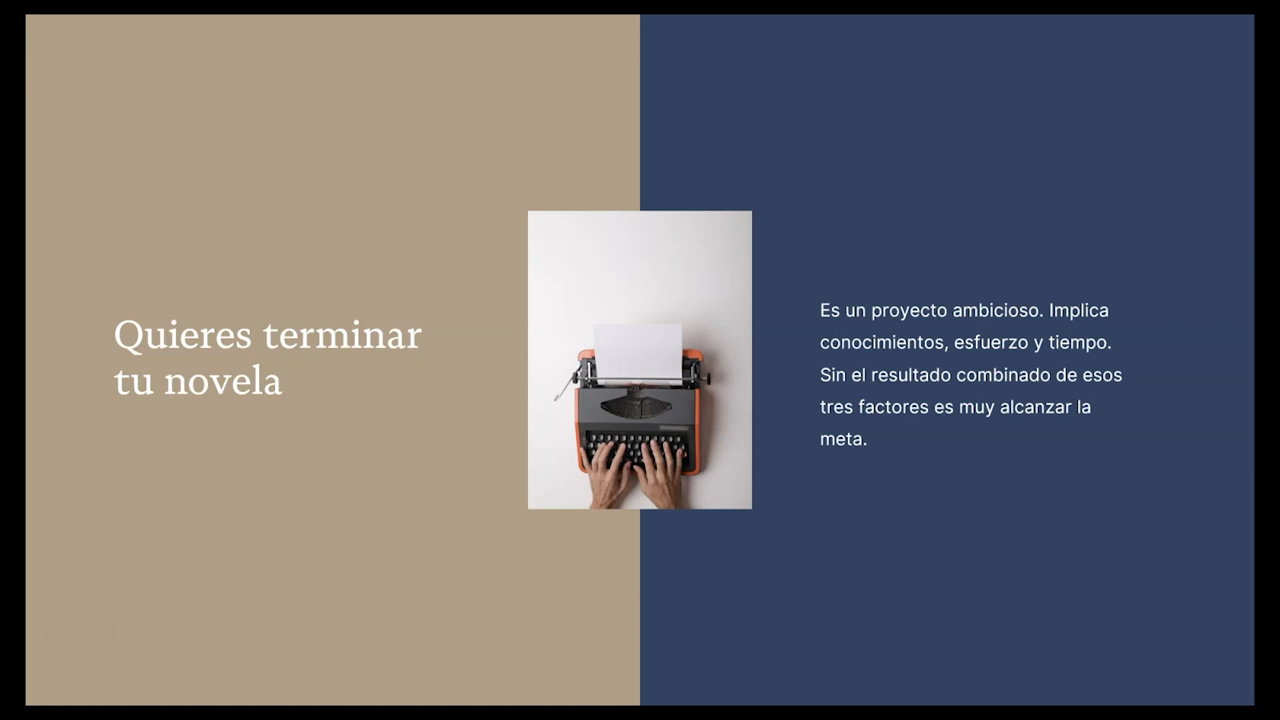 Quieres terminar
tu novela
Es un proyecto ambicioso. Implica
conocimientos, esfuerzo y tiempo.
Sin el resultado combinado de esos
tres factores es muy alcanzar la
meta.